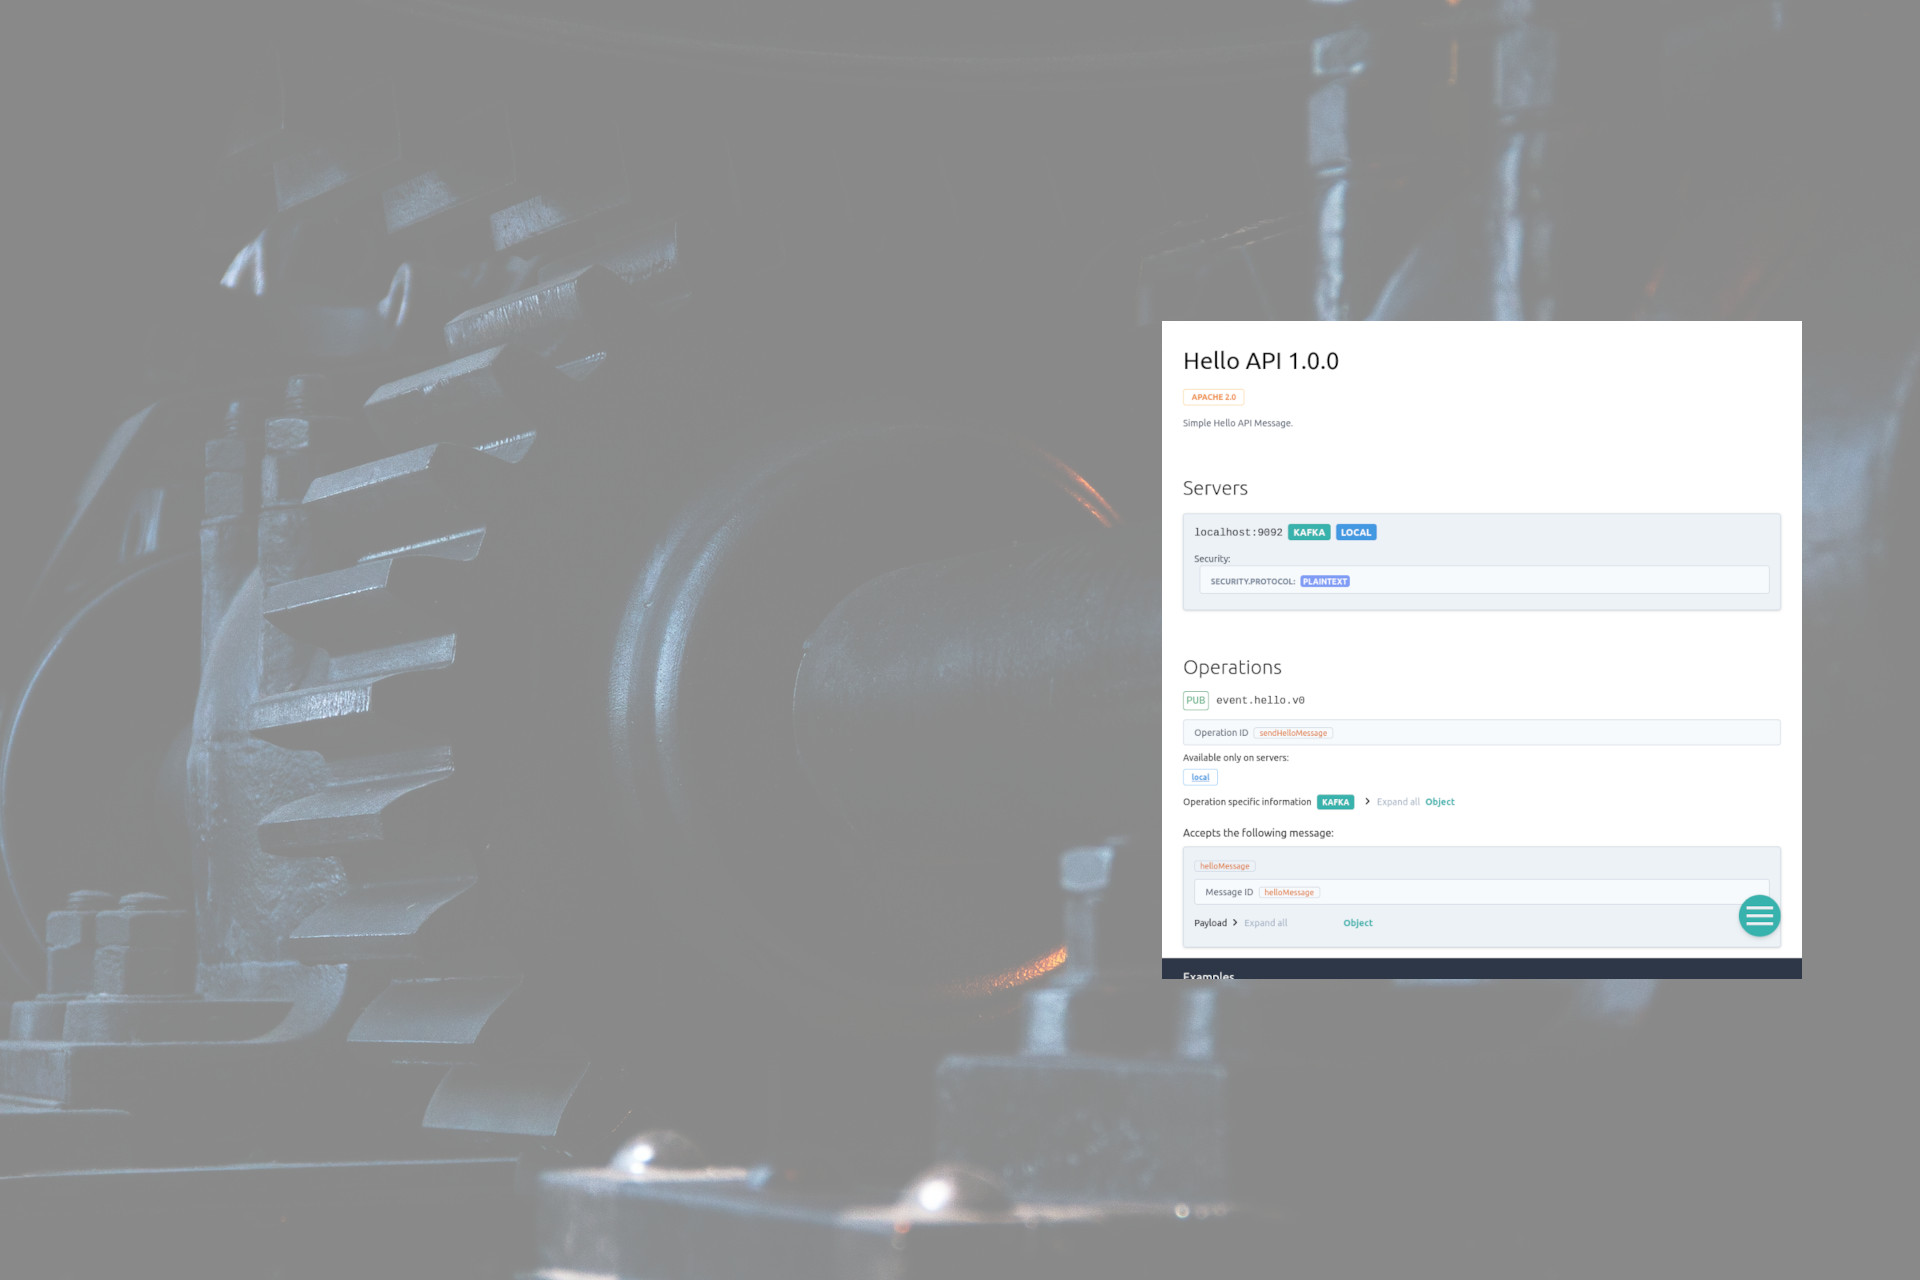 Hello API 1.0.0
APACHE 2.0
Simple Hello API Message.
Servers
localhost:9092 KAFKA LOCAL
Security:
SECURITY.PROTOCOL: PLAINTEXT
Operations
PUB event.hello.v0
Operation ID sendHelloMessage
Available only on servers:
local
Operation specific information KAFKA > Expand all Object
Accepts the following message:
helloMessage
Message ID helloMessage
Payload > Expand all Object
Examples